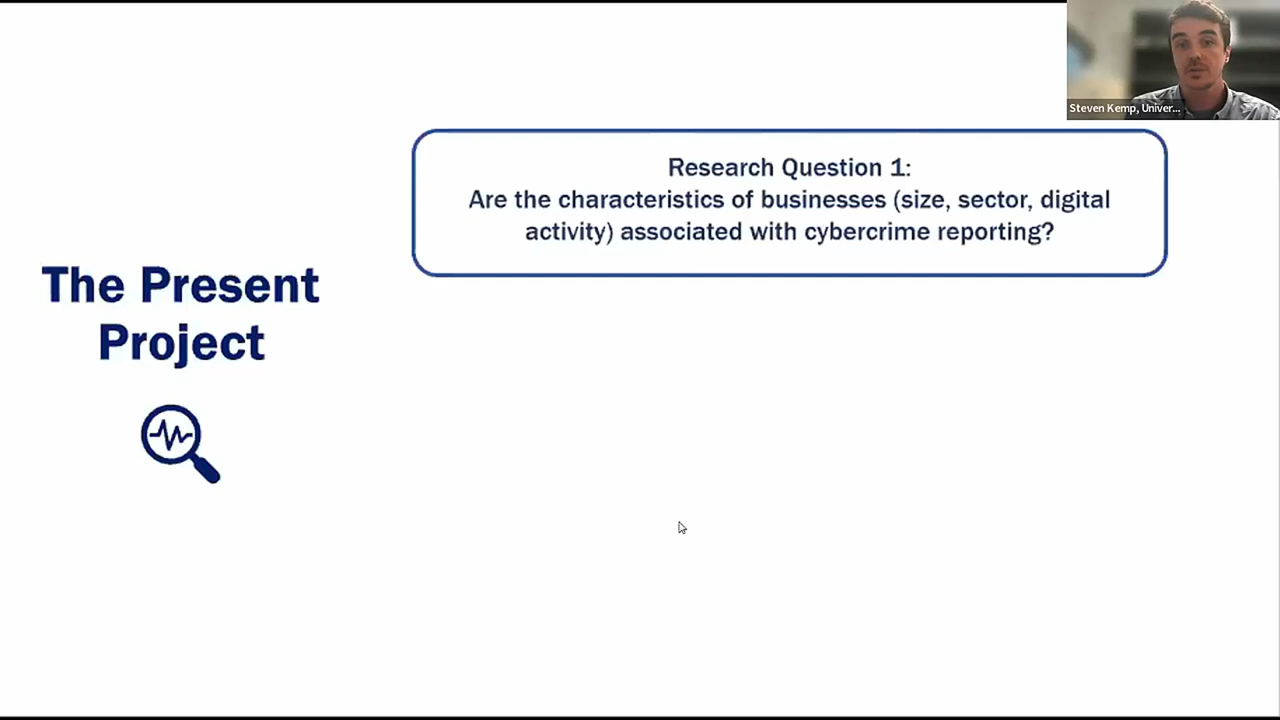 Steven Kemp, Univer...
Research Question 1:
Are the characteristics of businesses (size, sector, digital
activity) associated with cybercrime reporting?
The Present
Project